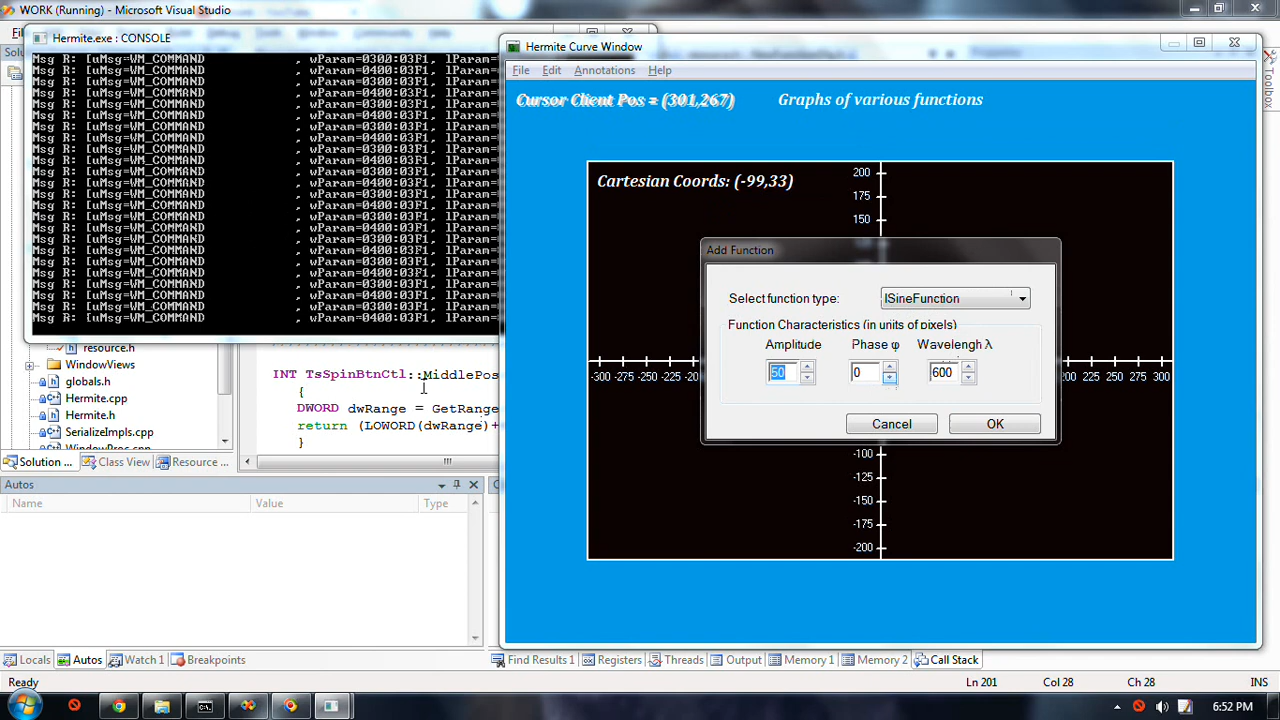 WORK (Running) - Microsoft Visual Studio
Hermite.exe : CONSOLE
Msg R: [uMsg=WM_COMMAND , wParam=0300:03F1, lParam=
Msg R: [uMsg=WM_COMMAND , wParam=0400:03F1, lParam=
Msg R: [uMsg=WM_COMMAND , wParam=0300:03F1, lParam=
Msg R: [uMsg=WM_COMMAND , wParam=0400:03F1, lParam=
Msg R: [uMsg=WM_COMMAND , wParam=0300:03F1, lParam=
Msg R: [uMsg=WM_COMMAND , wParam=0400:03F1, lParam=
Msg R: [uMsg=WM_COMMAND , wParam=0300:03F1, lParam=
Msg R: [uMsg=WM_COMMAND , wParam=0400:03F1, lParam=
Msg R: [uMsg=WM_COMMAND , wParam=0300:03F1, lParam=
Msg R: [uMsg=WM_COMMAND , wParam=0400:03F1, lParam=
Msg R: [uMsg=WM_COMMAND , wParam=0300:03F1, lParam=
Msg R: [uMsg=WM_COMMAND , wParam=0400:03F1, lParam=
Msg R: [uMsg=WM_COMMAND , wParam=0300:03F1, lParam=
Msg R: [uMsg=WM_COMMAND , wParam=0400:03F1, lParam=
Msg R: [uMsg=WM_COMMAND , wParam=0300:03F1, lParam=
Msg R: [uMsg=WM_COMMAND , wParam=0400:03F1, lParam=
Msg R: [uMsg=WM_COMMAND , wParam=0300:03F1, lParam=
Msg R: [uMsg=WM_COMMAND , wParam=0400:03F1, lParam=
Msg R: [uMsg=WM_COMMAND , wParam=0300:03F1, lParam=
Msg R: [uMsg=WM_COMMAND , wParam=0400:03F1, lParam=
Msg R: [uMsg=WM_COMMAND , wParam=0300:03F1, lParam=
Msg R: [uMsg=WM_COMMAND , wParam=0400:03F1, lParam=
Msg R: [uMsg=WM_COMMAND , wParam=0300:03F1, lParam=
Msg R: [uMsg=WM_COMMAND , wParam=0400:03F1, lParam=
Hermite Curve Window
File Edit Annotations Help
Cursor Client Pos = (301,267) Graphs of various functions
Cartesian Coords: (-99,33)
200
175
150
Add Function
Select function type: ISineFunction
Function Characteristics (in units of pixels)
Amplitude Phase φ Wavelengh λ
50 0 600
Cancel OK
-300 -275 -250 -225 220 225 250 275 300
-100
-125
-150
-175
-200
resource.h
WindowViews
globals.h
Hermite.cpp
Hermite.h
SerializeImpls.cpp
WindowProc.cpp
INT TsSpinBtnCtl::MiddlePos
{
DWORD dwRange = GetRange
return (LOWORD(dwRange)+
}
Solution ... Class View Resource ...
Autos
Name Value Type
Locals Autos Watch 1 Breakpoints
Find Results 1 Registers Threads Output Memory 1 Memory 2 Call Stack
Ready Ln 201 Col 28 Ch 28 INS
6:52 PM
Toolbox